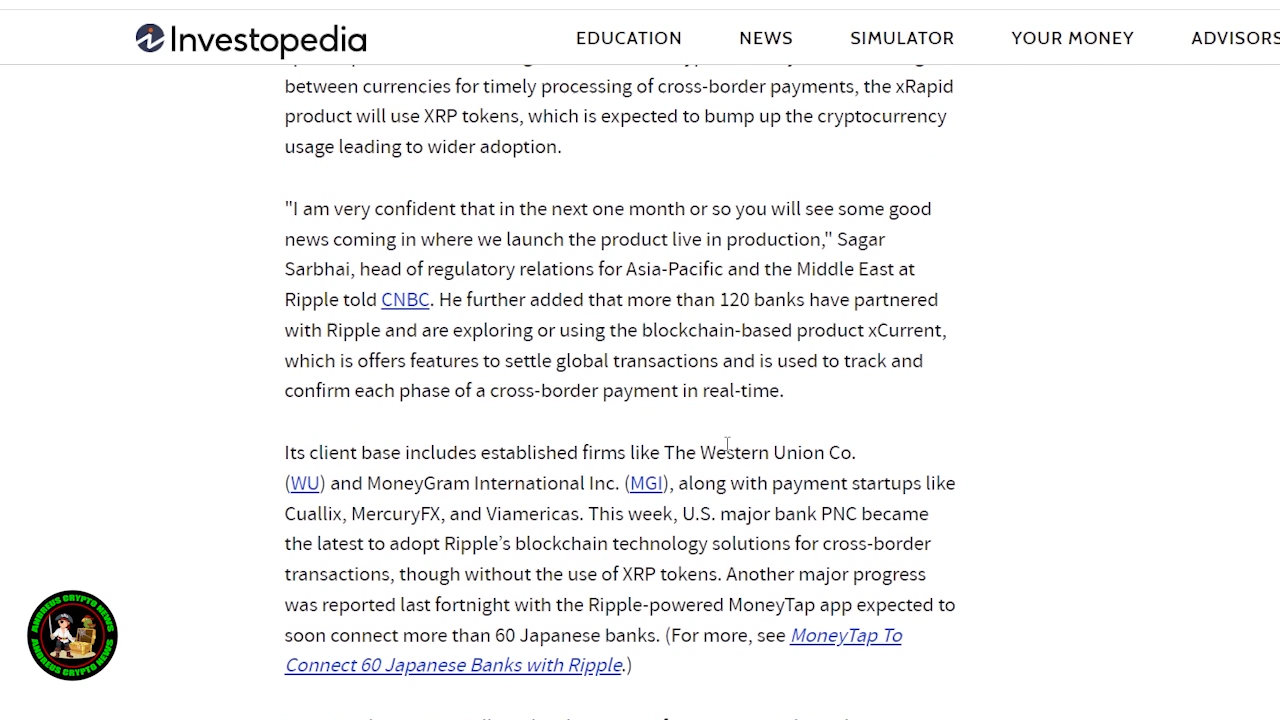 Investopedia
EDUCATION NEWS SIMULATOR YOUR MONEY ADVISORS
between currencies for timely processing of cross-border payments, the xRapid
product will use XRP tokens, which is expected to bump up the cryptocurrency
usage leading to wider adoption.
"I am very confident that in the next one month or so you will see some good
news coming in where we launch the product live in production," Sagar
Sarbhai, head of regulatory relations for Asia-Pacific and the Middle East at
Ripple told CNBC. He further added that more than 120 banks have partnered
with Ripple and are exploring or using the blockchain-based product xCurrent,
which is offers features to settle global transactions and is used to track and
confirm each phase of a cross-border payment in real-time.
Its client base includes established firms like The Western Union Co.
(WU) and MoneyGram International Inc. (MGI), along with payment startups like
Cuallix, MercuryFX, and Viamericas. This week, U.S. major bank PNC became
the latest to adopt Ripple’s blockchain technology solutions for cross-border
transactions, though without the use of XRP tokens. Another major progress
was reported last fortnight with the Ripple-powered MoneyTap app expected to
soon connect more than 60 Japanese banks. (For more, see MoneyTap To
Connect 60 Japanese Banks with Ripple.)
ANDREUS CRYPTO NEWS
ANDREUS CRYPTO NEWS